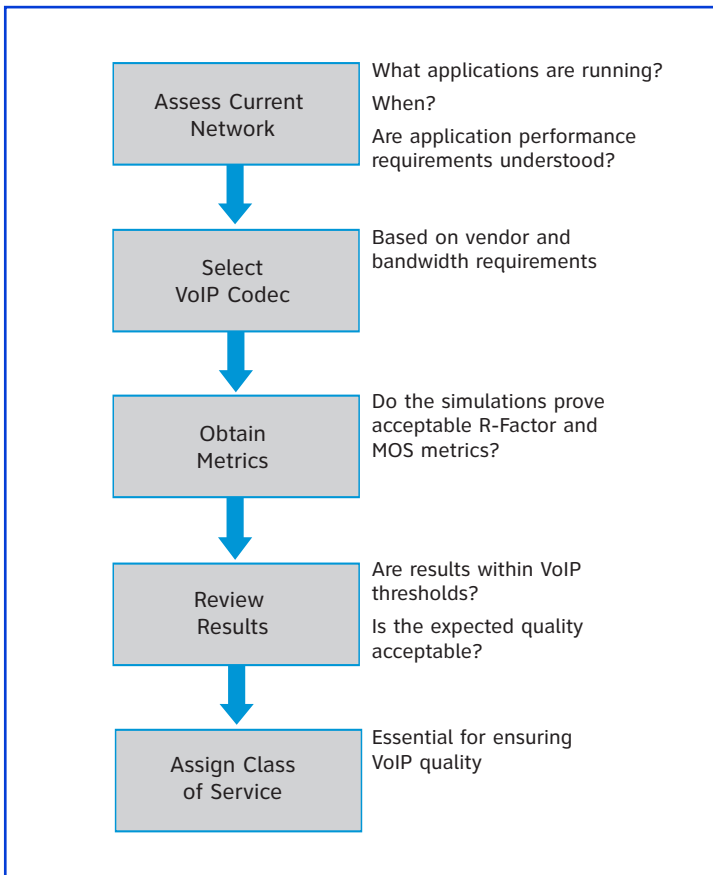 Assess Current
Network
What applications are running?
When?
Are application performance
requirements understood?
Select
VoIP Codec
Based on vendor and
bandwidth requirements
Obtain
Metrics
Do the simulations prove
acceptable R-Factor and
MOS metrics?
Review
Results
Are results within VoIP
thresholds?
Is the expected quality
acceptable?
Assign Class
of Service
Essential for ensuring
VoIP quality